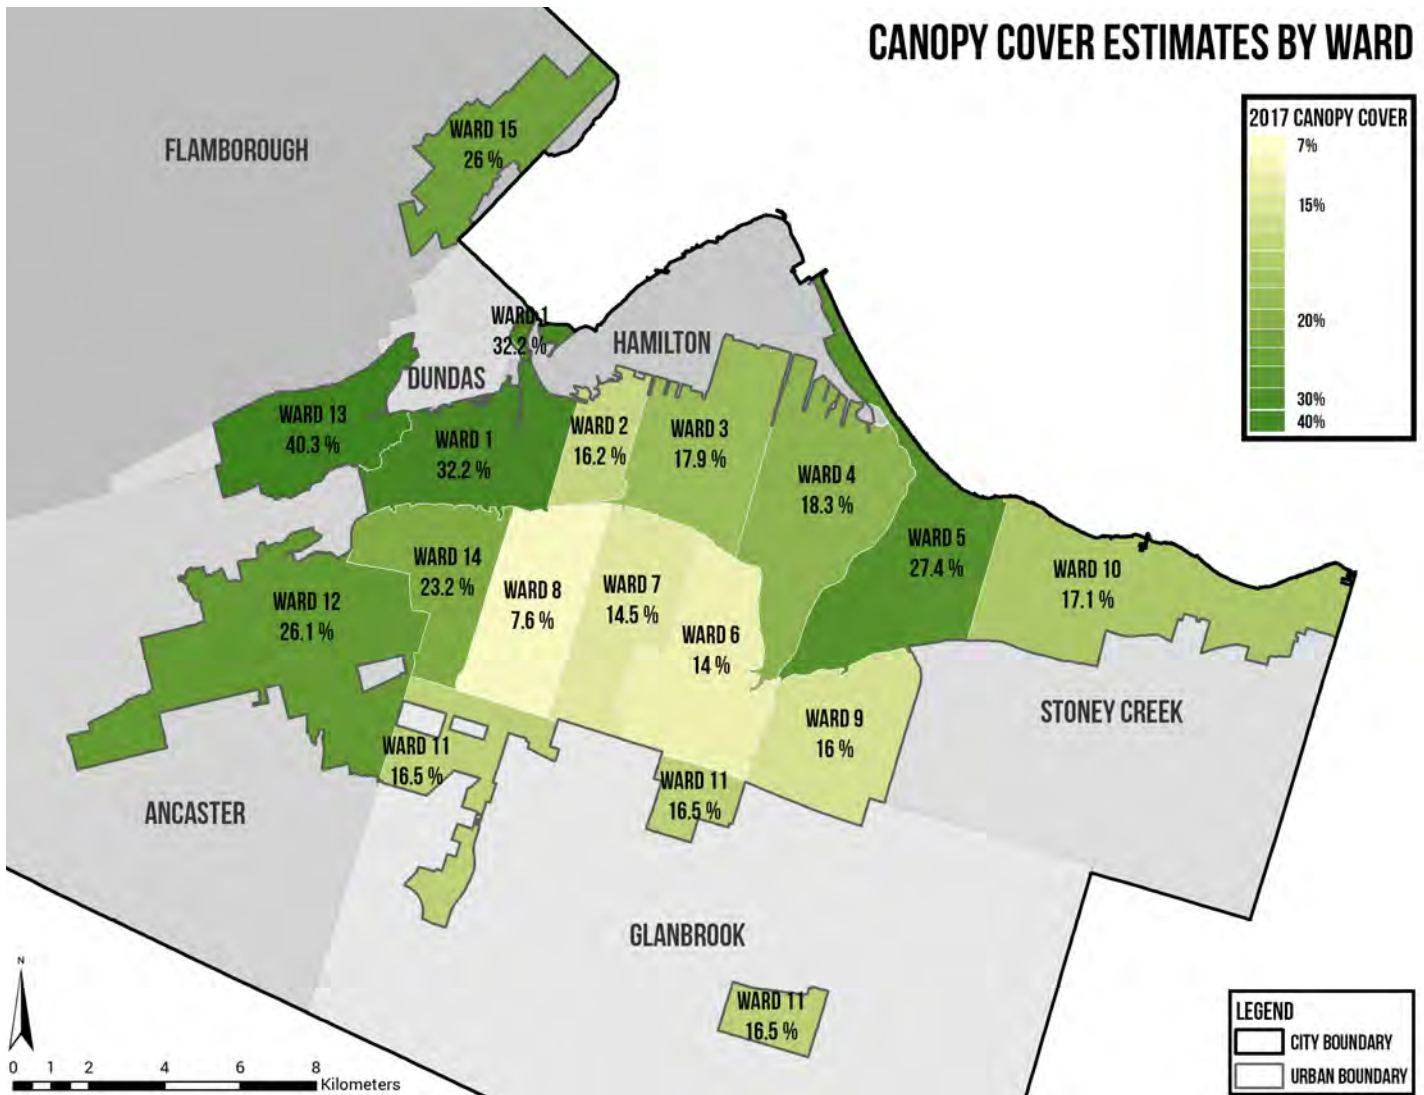 CANOPY COVER ESTIMATES BY WARD
2017 CANOPY COVER
7%
15%
20%
30%
40%
FLAMBOROUGH
WARD 15
26 %
WARD 1
32.2 %
HAMILTON
DUNDAS
WARD 13
40.3 %
WARD 1
32.2 %
WARD 2
16.2 %
WARD 3
17.9 %
WARD 4
18.3 %
WARD 5
27.4 %
WARD 10
17.1 %
WARD 14
23.2 %
WARD 8
7.6 %
WARD 7
14.5 %
WARD 6
14 %
WARD 12
26.1 %
WARD 9
16 %
STONEY CREEK
WARD 11
16.5 %
WARD 11
16.5 %
ANCASTER
GLANBROOK
WARD 11
16.5 %
N
0 1 2 4 6 8
Kilometers
LEGEND
CITY BOUNDARY
URBAN BOUNDARY